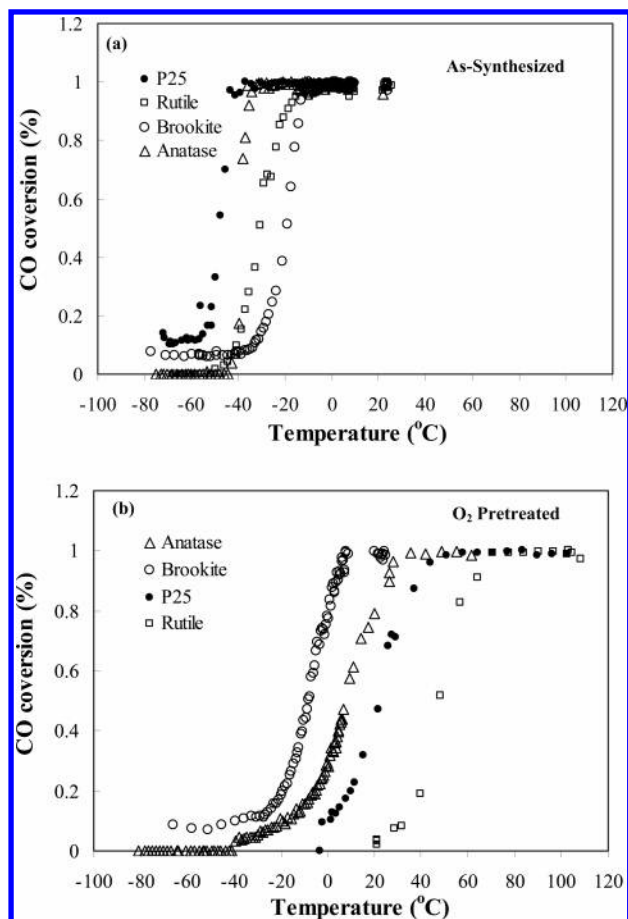 1.2
(a)
As-Synthesized
P25
Rutile
Brookite
Anatase
1
0.8
0.6
0.4
0.2
0
CO coversion (%)
-100 -80 -60 -40 -20 0 20 40 60 80 100 120
Temperature (°C)
1.2
(b)
O2 Pretreated
Anatase
Brookite
P25
Rutile
1
0.8
0.6
0.4
0.2
0
CO coversion (%)
-100 -80 -60 -40 -20 0 20 40 60 80 100 120
Temperature (°C)